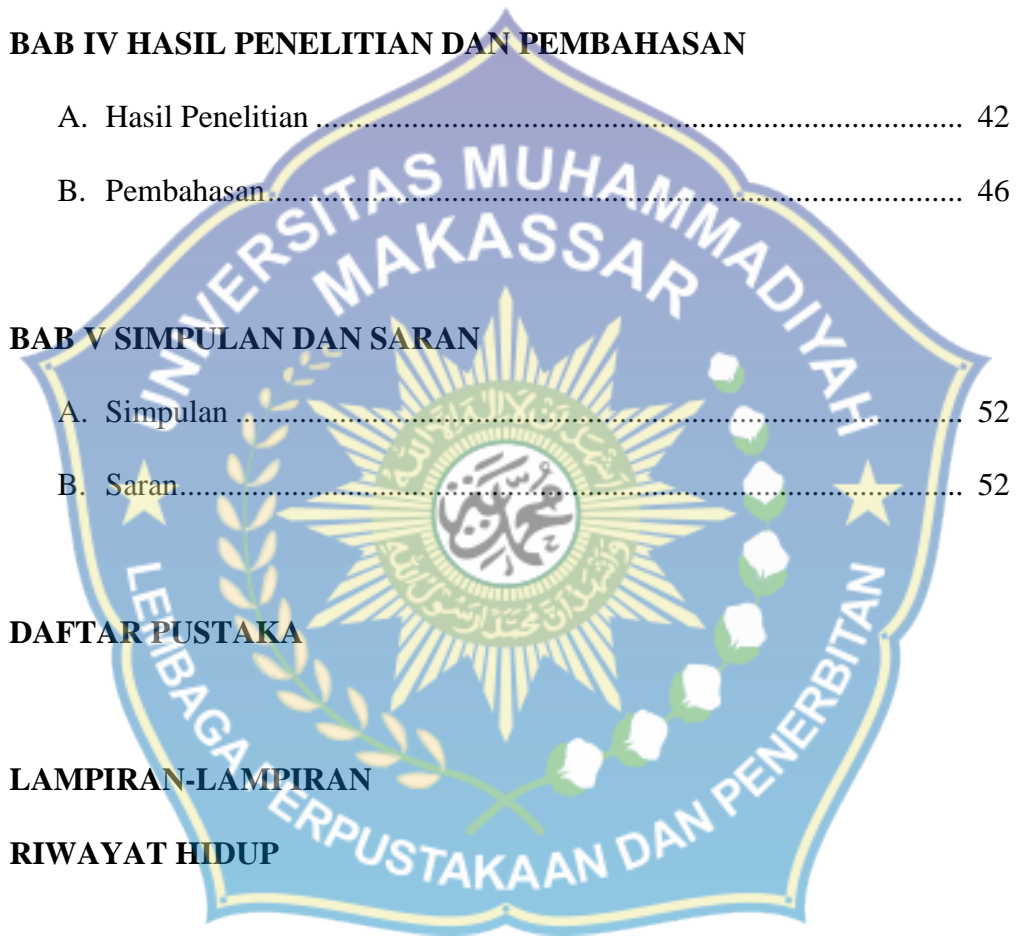 BAB IV HASIL PENELITIAN DAN PEMBAHASAN
A. Hasil Penelitian ................................................................................ 42
B. Pembahasan...................................................................................... 46
BAB V SIMPULAN DAN SARAN
A. Simpulan .......................................................................................... 52
B. Saran................................................................................................. 52
DAFTAR PUSTAKA
LAMPIRAN-LAMPIRAN
RIWAYAT HIDUP
UNIVERSITAS MUHAMMADIYAH
MAKASSAR
محمدية
LEMBAGA PERPUSTAKAAN DAN PENERBITAN